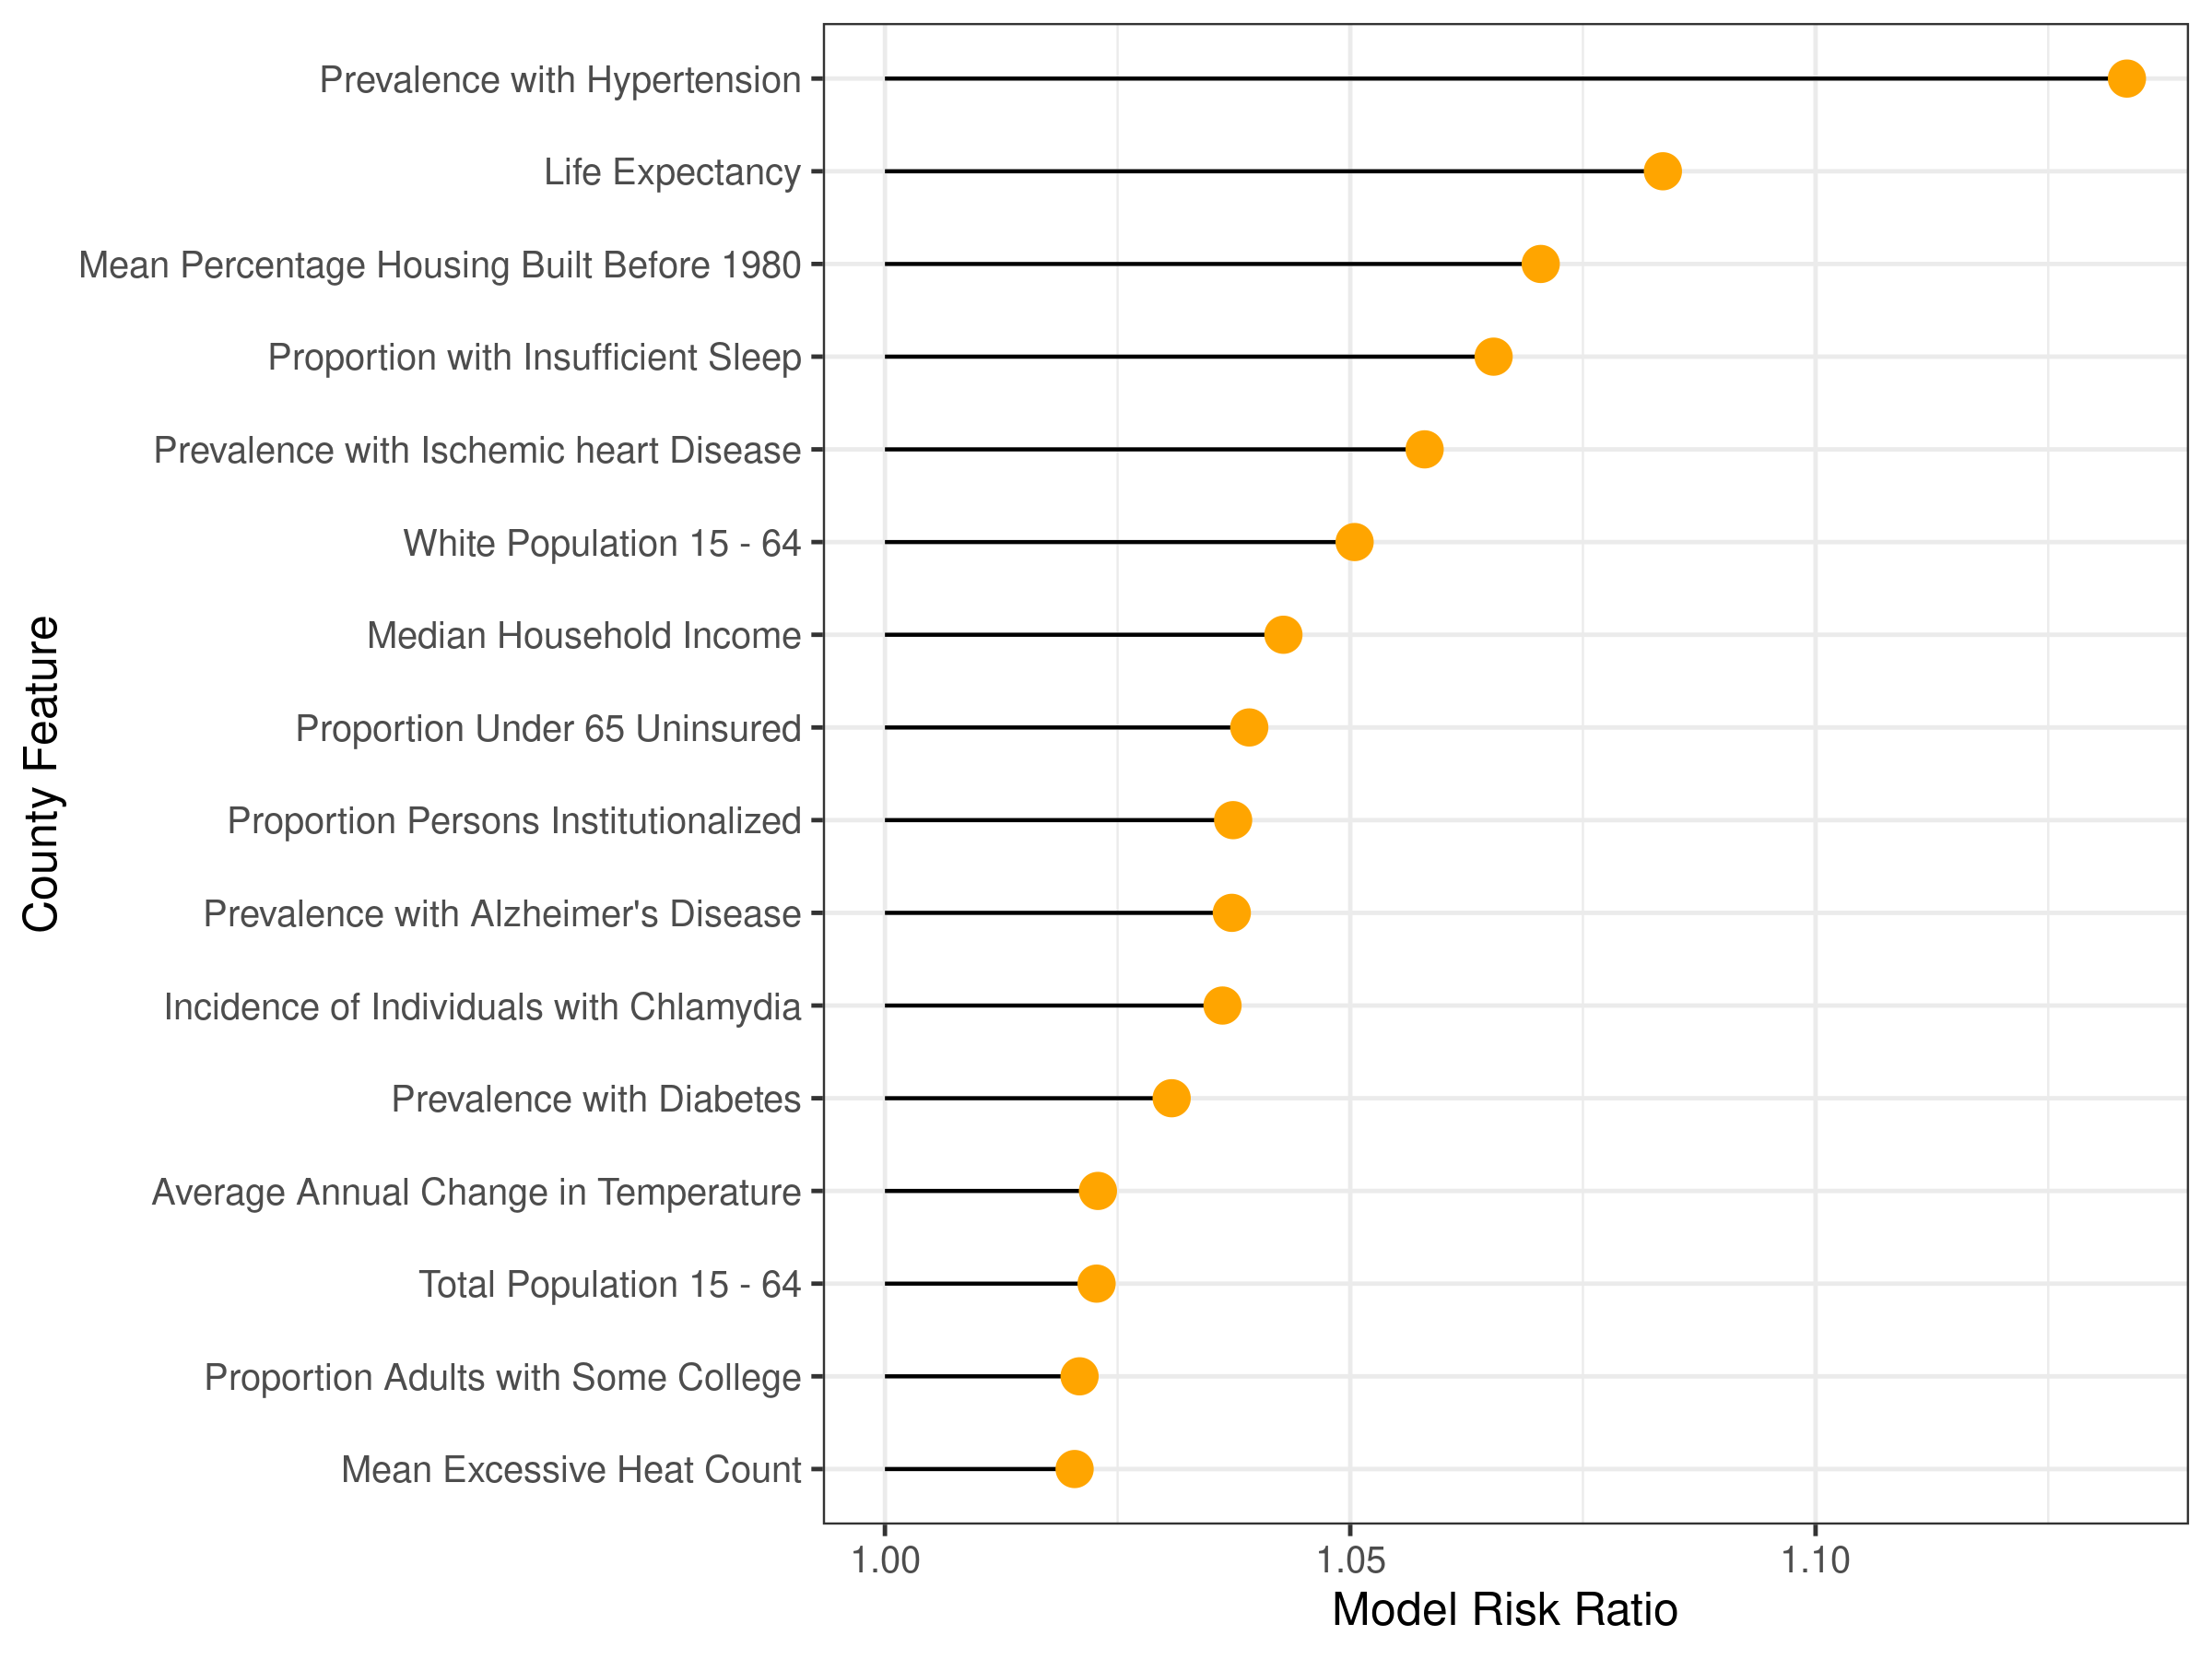 Prevalence with Hypertension
Life Expectancy
Mean Percentage Housing Built Before 1980
Proportion with Insufficient Sleep
Prevalence with Ischemic heart Disease
White Population 15 - 64
Median Household Income
Proportion Under 65 Uninsured
Proportion Persons Institutionalized
Prevalence with Alzheimer's Disease
Incidence of Individuals with Chlamydia
Prevalence with Diabetes
Average Annual Change in Temperature
Total Population 15 - 64
Proportion Adults with Some College
Mean Excessive Heat Count
County Feature
1.00 1.05 1.10
Model Risk Ratio